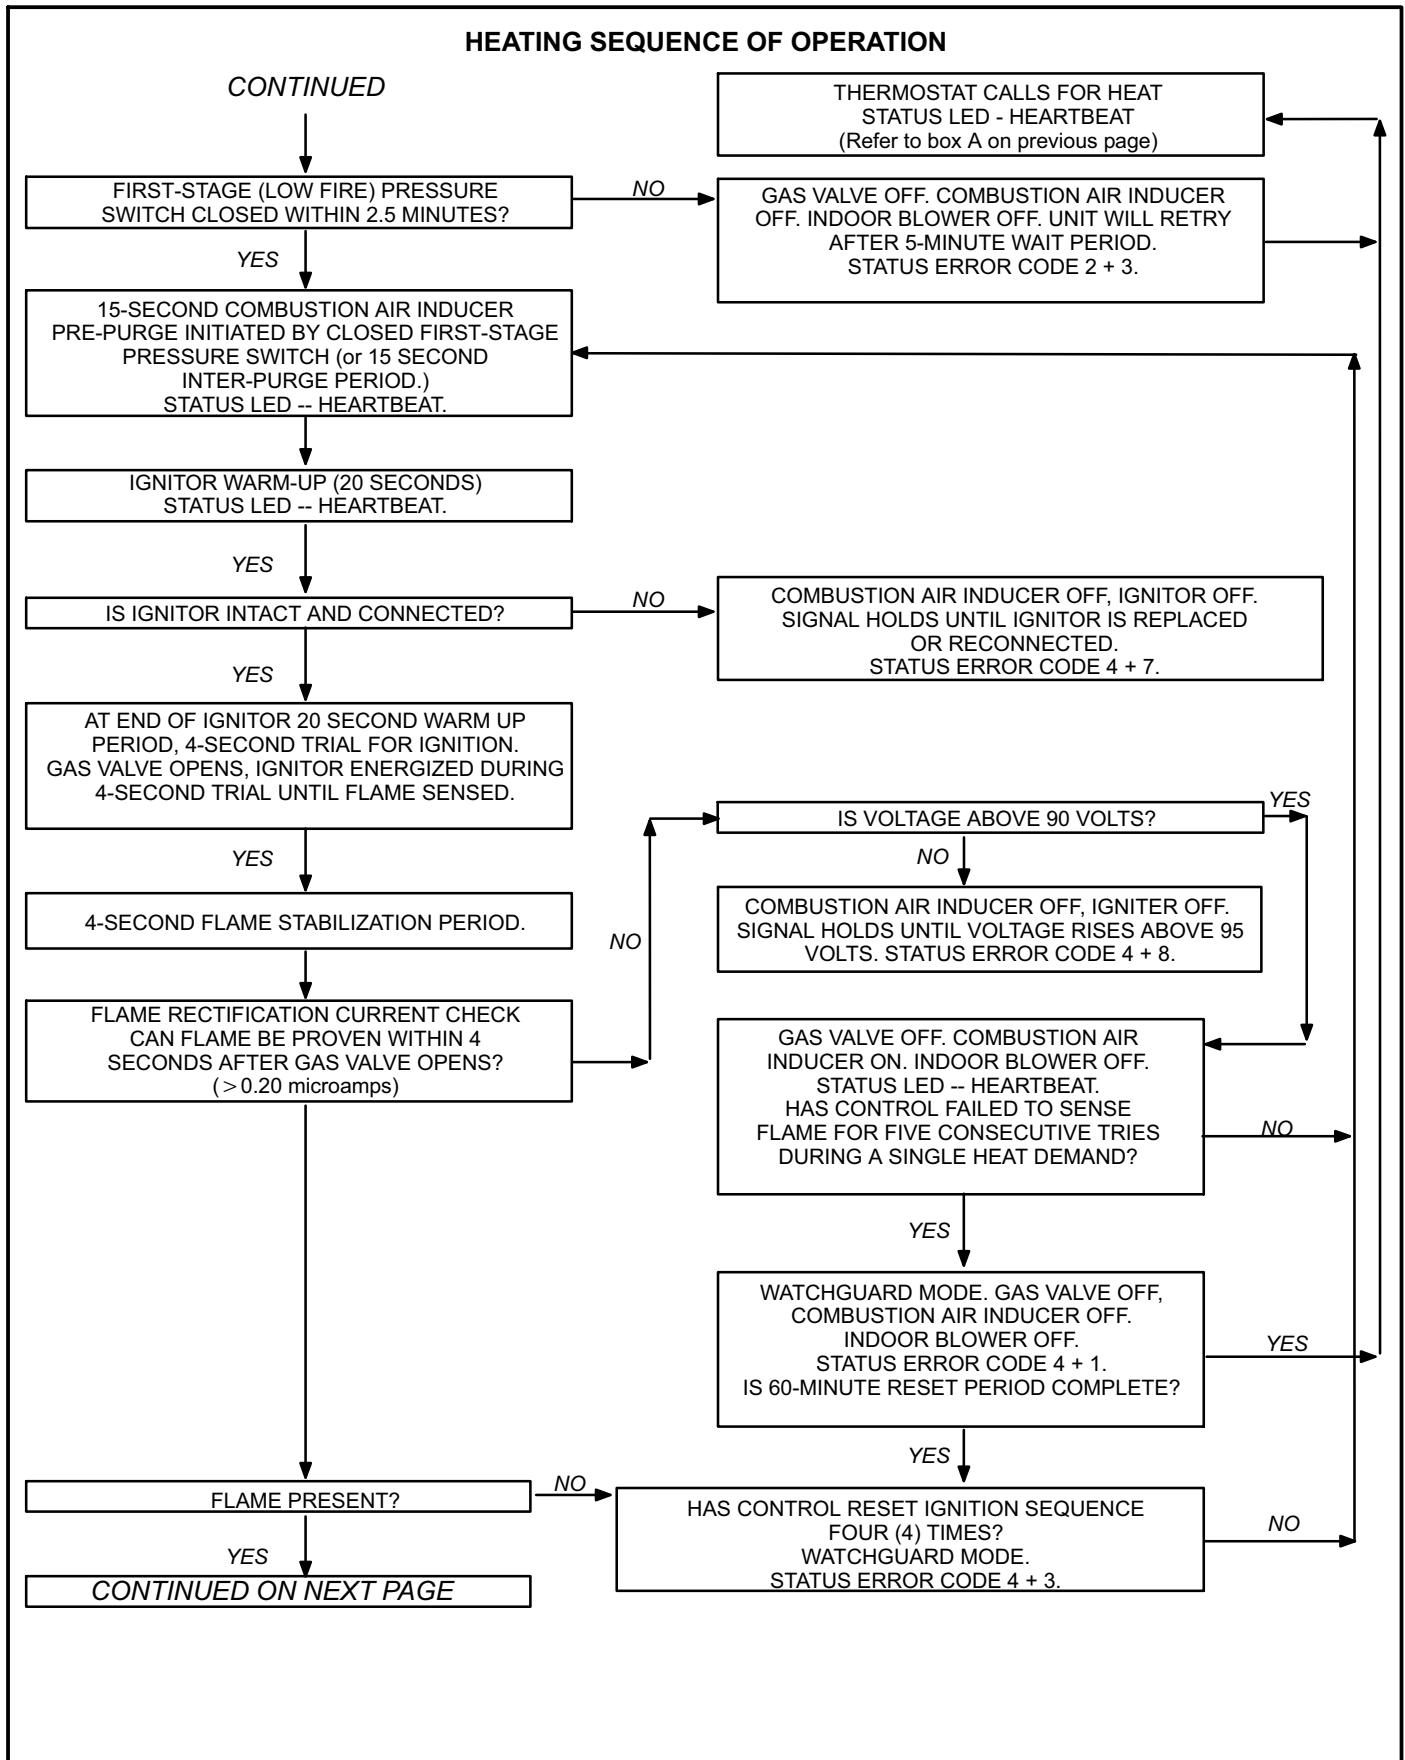 HEATING SEQUENCE OF OPERATION
CONTINUED
THERMOSTAT CALLS FOR HEAT
STATUS LED - HEARTBEAT
(Refer to box A on previous page)
FIRST-STAGE (LOW FIRE) PRESSURE
SWITCH CLOSED WITHIN 2.5 MINUTES?
NO
GAS VALVE OFF. COMBUSTION AIR INDUCER
OFF. INDOOR BLOWER OFF. UNIT WILL RETRY
AFTER 5-MINUTE WAIT PERIOD.
STATUS ERROR CODE 2 + 3.
YES
15-SECOND COMBUSTION AIR INDUCER
PRE-PURGE INITIATED BY CLOSED FIRST-STAGE
PRESSURE SWITCH (or 15 SECOND
INTER-PURGE PERIOD.)
STATUS LED -- HEARTBEAT.
IGNITOR WARM-UP (20 SECONDS)
STATUS LED -- HEARTBEAT.
YES
IS IGNITOR INTACT AND CONNECTED?
NO
COMBUSTION AIR INDUCER OFF, IGNITOR OFF.
SIGNAL HOLDS UNTIL IGNITOR IS REPLACED
OR RECONNECTED.
STATUS ERROR CODE 4 + 7.
YES
AT END OF IGNITOR 20 SECOND WARM UP
PERIOD, 4-SECOND TRIAL FOR IGNITION.
GAS VALVE OPENS, IGNITOR ENERGIZED DURING
4-SECOND TRIAL UNTIL FLAME SENSED.
YES
4-SECOND FLAME STABILIZATION PERIOD.
FLAME RECTIFICATION CURRENT CHECK
CAN FLAME BE PROVEN WITHIN 4
SECONDS AFTER GAS VALVE OPENS?
(>0.20 microamps)
NO
IS VOLTAGE ABOVE 90 VOLTS?
YES
NO
COMBUSTION AIR INDUCER OFF, IGNITER OFF.
SIGNAL HOLDS UNTIL VOLTAGE RISES ABOVE 95
VOLTS. STATUS ERROR CODE 4 + 8.
GAS VALVE OFF. COMBUSTION AIR
INDUCER ON. INDOOR BLOWER OFF.
STATUS LED -- HEARTBEAT.
HAS CONTROL FAILED TO SENSE
FLAME FOR FIVE CONSECUTIVE TRIES
DURING A SINGLE HEAT DEMAND?
NO
YES
WATCHGUARD MODE. GAS VALVE OFF,
COMBUSTION AIR INDUCER OFF.
INDOOR BLOWER OFF.
STATUS ERROR CODE 4 + 1.
IS 60-MINUTE RESET PERIOD COMPLETE?
YES
YES
FLAME PRESENT?
NO
HAS CONTROL RESET IGNITION SEQUENCE
FOUR (4) TIMES?
WATCHGUARD MODE.
STATUS ERROR CODE 4 + 3.
NO
YES
CONTINUED ON NEXT PAGE